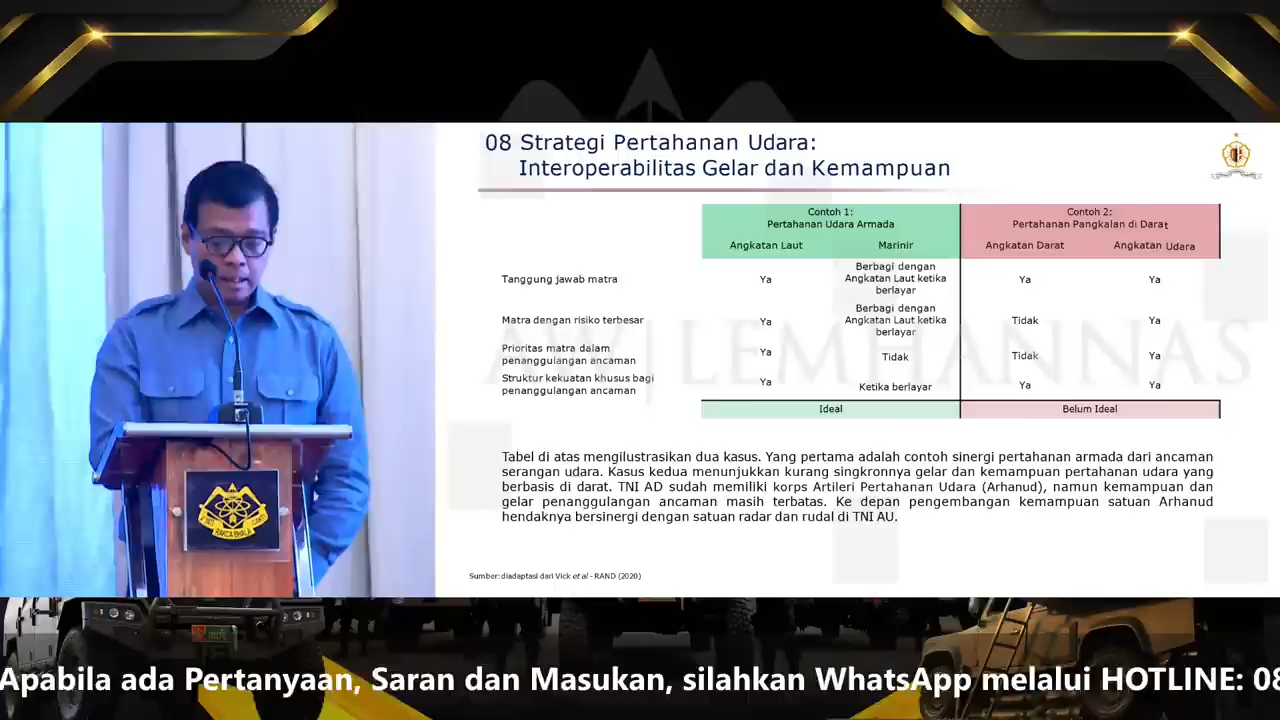 08 Strategi Pertahanan Udara:
Interoperabilitas Gelar dan Kemampuan
Contoh 1:
Pertahanan Udara Armada
Contoh 2:
Pertahanan Pangkalan di Darat
Angkatan Laut
Marinir
Angkatan Darat
Angkatan Udara
Tanggung jawab matra
Ya
Berbagi dengan
Angkatan Laut ketika
berlayar
Ya
Ya
Matra dengan risiko terbesar
Ya
Berbagi dengan
Angkatan Laut ketika
berlayar
Tidak
Ya
Prioritas matra dalam
penanggulangan ancaman
Ya
Tidak
Tidak
Ya
Struktur kekuatan khusus bagi
penanggulangan ancaman
Ya
Ketika berlayar
Ya
Ya
Ideal
Belum Ideal
LEMHANNAS
Tabel di atas mengilustrasikan dua kasus. Yang pertama adalah contoh sinergi pertahanan armada dari ancaman
serangan udara. Kasus kedua menunjukkan kurang singkronnya gelar dan kemampuan pertahanan udara yang
berbasis di darat. TNI AD sudah memiliki korps Artileri Pertahanan Udara (Arhanud), namun kemampuan dan
gelar penanggulangan ancaman masih terbatas. Ke depan pengembangan kemampuan satuan Arhanud
hendaknya bersinergi dengan satuan radar dan rudal di TNI AU.
Sumber: diadaptasi dari Vick et al - RAND (2020)
Apabila ada Pertanyaan, Saran dan Masukan, silahkan WhatsApp melalui HOTLINE: 08